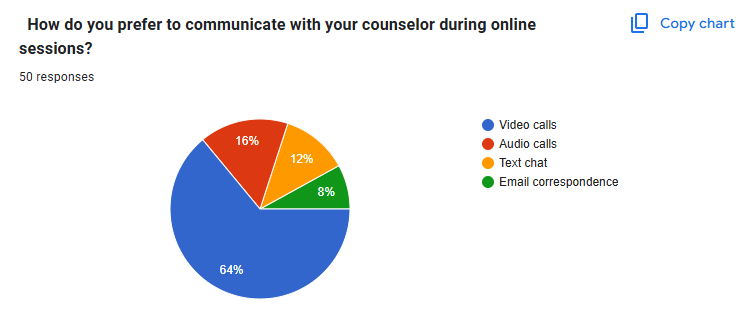 How do you prefer to communicate with your counselor during online
sessions?
Copy chart
50 responses
16%
12%
8%
64%
Video calls
Audio calls
Text chat
Email correspondence